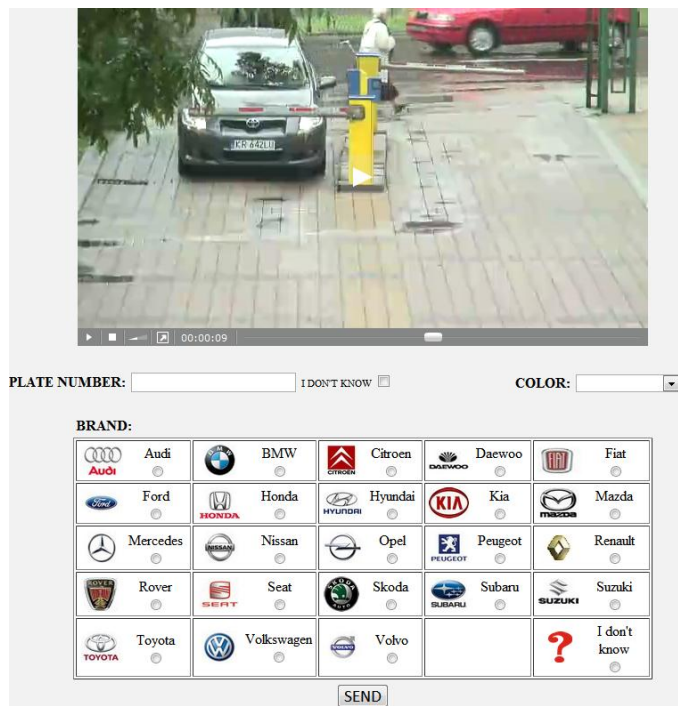 KR 642LU
00:00:09
PLATE NUMBER: I DON'T KNOW COLOR:
BRAND:
Audi Audi BMW CITROEN Citroen DAEWOO Daewoo FIAT Fiat
Ford Ford HONDA Honda HYUNDAI Hyundai KIA Kia mazda Mazda
Mercedes NISSAN Nissan Opel PEUGEOT Peugeot Renault
ROVER Rover SEAT Seat SKODA AUTO Skoda SUBARU Subaru SUZUKI Suzuki
TOYOTA Toyota Volkswagen VOLVO Volvo ? I don't know
SEND